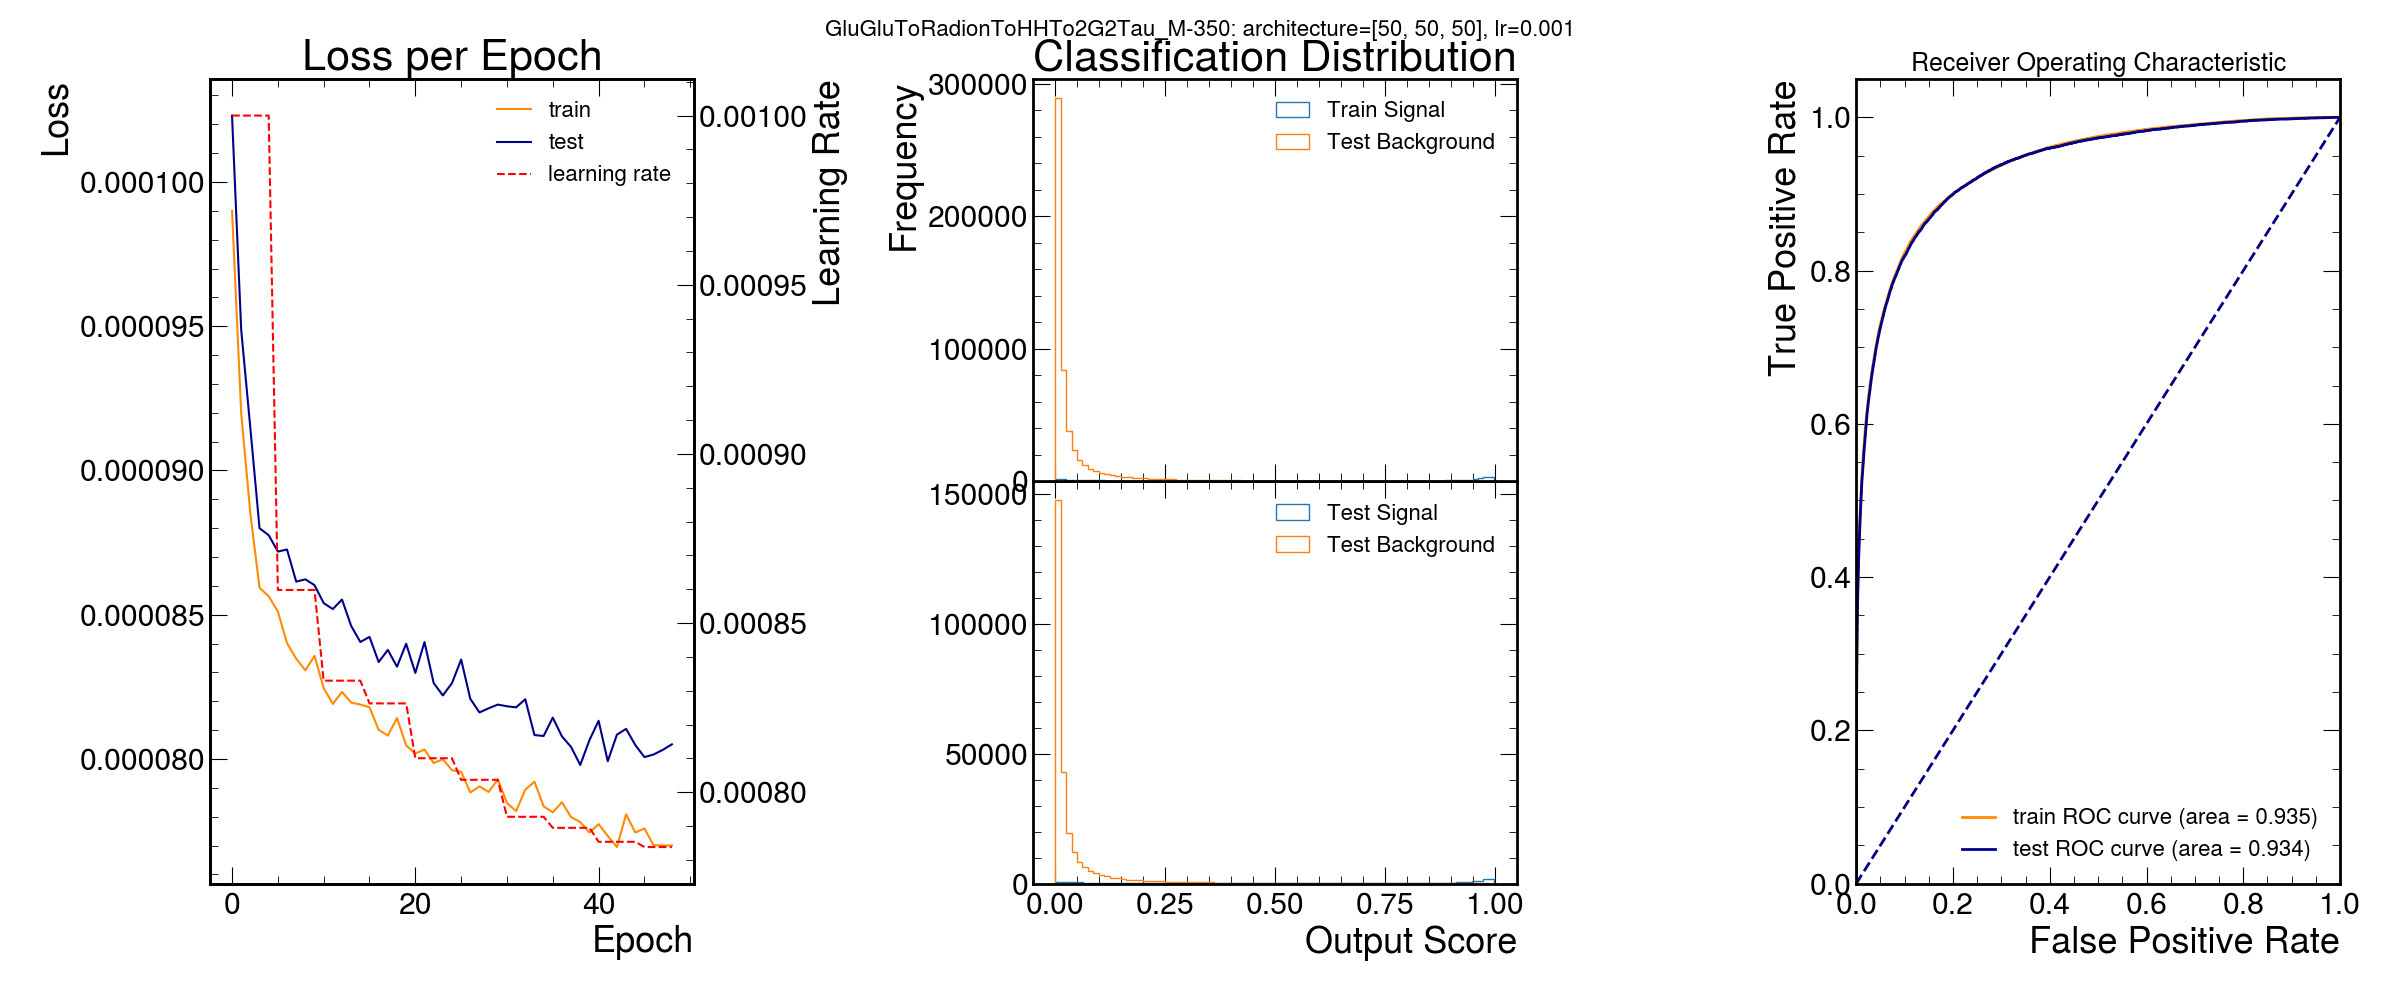 GluGluToRadionToHHTo2G2Tau_M-350: architecture=[50, 50, 50], lr=0.001
Loss per Epoch
Loss
0.000100
0.000095
0.000090
0.000085
0.000080
train
test
learning rate
0.00100
0.00095
0.00090
0.00085
0.00080
Learning Rate
0
20
40
Epoch
Classification Distribution
Frequency
300000
200000
100000
0
Train Signal
Test Background
150000
100000
50000
0
Test Signal
Test Background
0.00
0.25
0.50
0.75
1.00
Output Score
Receiver Operating Characteristic
True Positive Rate
1.0
0.8
0.6
0.4
0.2
0.0
train ROC curve (area = 0.935)
test ROC curve (area = 0.934)
0.0
0.2
0.4
0.6
0.8
1.0
False Positive Rate